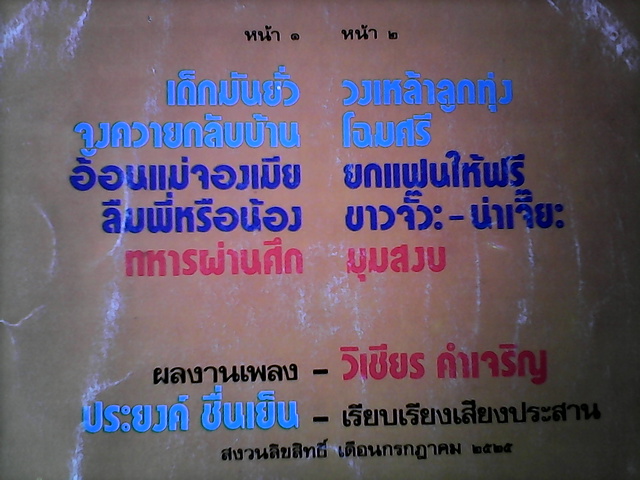 หน้า ๑ หน้า ๒
เด็กมันยั่ว วงเหล้าลูกทุ่ง
จูงควายกลับบ้าน โฉมศรี
อ้อนแม่จองเมีย ยกแฟนให้ฟรี
ลืมพี่หรือน้อง ขาวจั๊วะ - น่าเจี๊ยะ
ทหารผ่านศึก มุมสงบ
ผลงานเพลง - วิเชียร คำเจริญ
ประยงค์ ชื่นเย็น - เรียบเรียงเสียงประสาน
สงวนลิขสิทธิ์ เดือนกรกฎาคม ๒๕๒๕